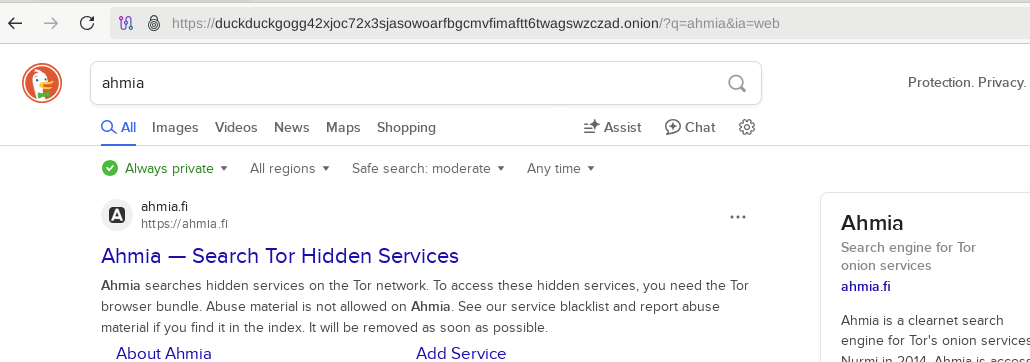 https://duckduckgogg42xjoc72x3sjasowoarfbgcmvfimaftt6twagswzczad.onion/?q=ahmia&ia=web
ahmia
Protection. Privacy.
All Images Videos News Maps Shopping Assist Chat
Always private All regions Safe search: moderate Any time
ahmia.fi
https://ahmia.fi
Ahmia — Search Tor Hidden Services
Ahmia searches hidden services on the Tor network. To access these hidden services, you need the Tor
browser bundle. Abuse material is not allowed on Ahmia. See our service blacklist and report abuse
material if you find it in the index. It will be removed as soon as possible.
About Ahmia Add Service
Ahmia
Search engine for Tor
onion services
ahmia.fi
Ahmia is a clearnet search
engine for Tor's onion services
Nurmi in 2014. Ahmia is